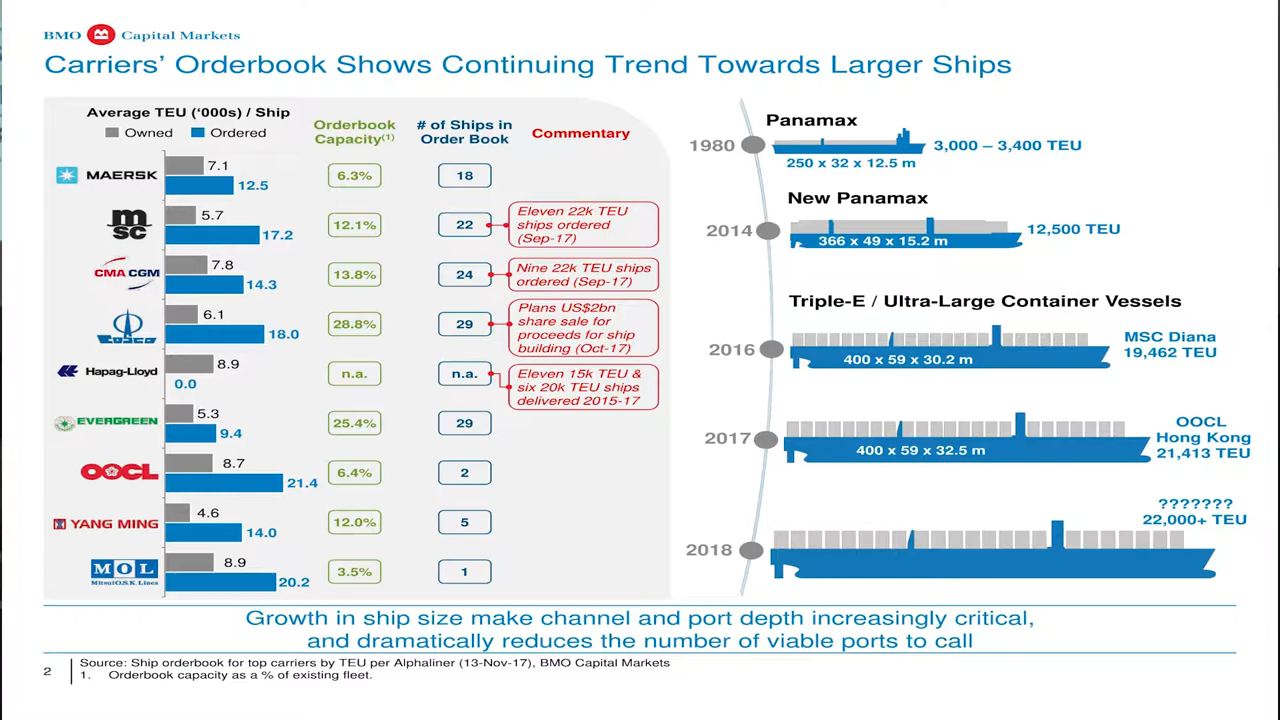 BMO Capital Markets
Carriers' Orderbook Shows Continuing Trend Towards Larger Ships
Average TEU ('000s) / Ship
Owned Ordered
Orderbook
Capacity(1)
# of Ships in
Order Book
Commentary
MAERSK
7.1
12.5
6.3%
18
msc
5.7
17.2
12.1%
22
Eleven 22k TEU
ships ordered
(Sep-17)
CMA CGM
7.8
14.3
13.8%
24
Nine 22k TEU ships
ordered (Sep-17)
COSCO
6.1
18.0
28.8%
29
Plans US$2bn
share sale for
proceeds for ship
building (Oct-17)
Hapag-Lloyd
8.9
0.0
n.a.
n.a.
Eleven 15k TEU &
six 20k TEU ships
delivered 2015-17
EVERGREEN
5.3
9.4
25.4%
29
OOCL
8.7
21.4
6.4%
2
YANG MING
4.6
14.0
12.0%
5
MOL
Mitsui O.S.K. Lines
8.9
20.2
3.5%
1
Panamax
1980
3,000 – 3,400 TEU
250 x 32 x 12.5 m
New Panamax
2014
12,500 TEU
366 x 49 x 15.2 m
Triple-E / Ultra-Large Container Vessels
2016
MSC Diana
19,462 TEU
400 x 59 x 30.2 m
2017
OOCL
Hong Kong
21,413 TEU
400 x 59 x 32.5 m
2018
???????
22,000+ TEU
Growth in ship size make channel and port depth increasingly critical,
and dramatically reduces the number of viable ports to call
2
Source: Ship orderbook for top carriers by TEU per Alphaliner (13-Nov-17), BMO Capital Markets
1. Orderbook capacity as a % of existing fleet.